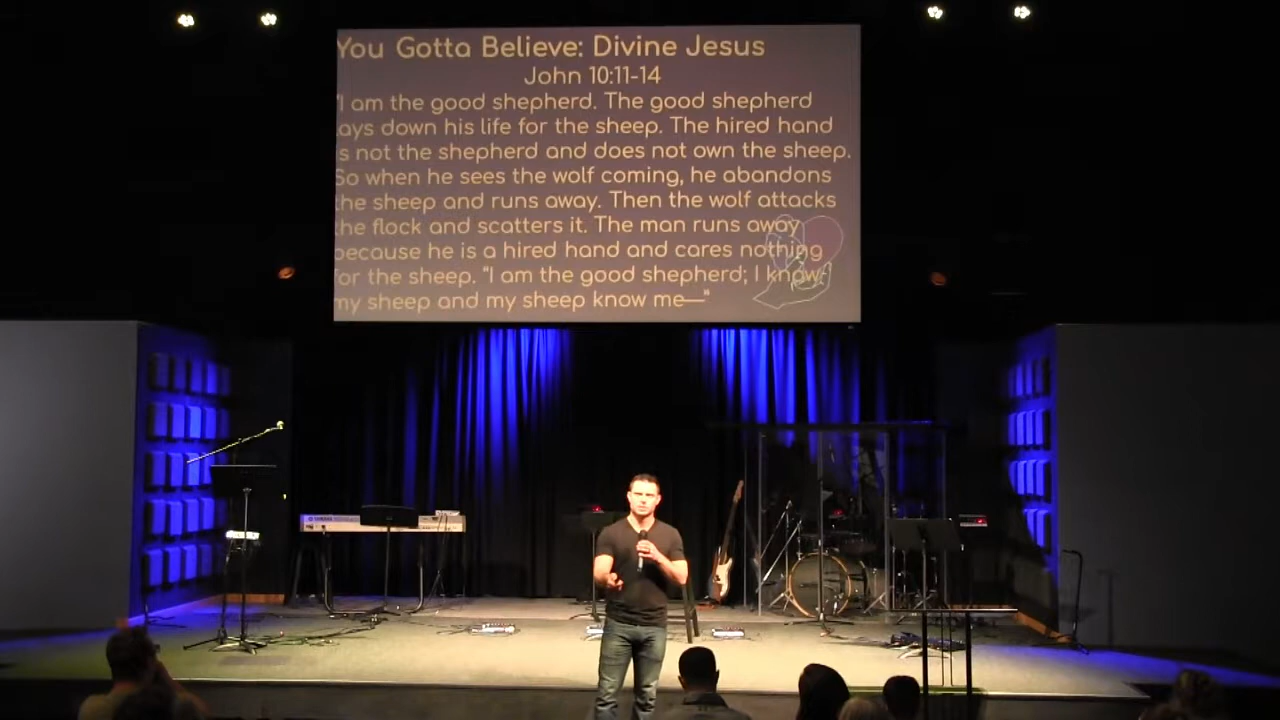 You Gotta Believe: Divine Jesus
John 10:11-14
"I am the good shepherd. The good shepherd
lays down his life for the sheep. The hired hand
is not the shepherd and does not own the sheep.
So when he sees the wolf coming, he abandons
the sheep and runs away. Then the wolf attacks
the flock and scatters it. The man runs away
because he is a hired hand and cares nothing
for the sheep. "I am the good shepherd; I know
my sheep and my sheep know me—"
YAMAHA